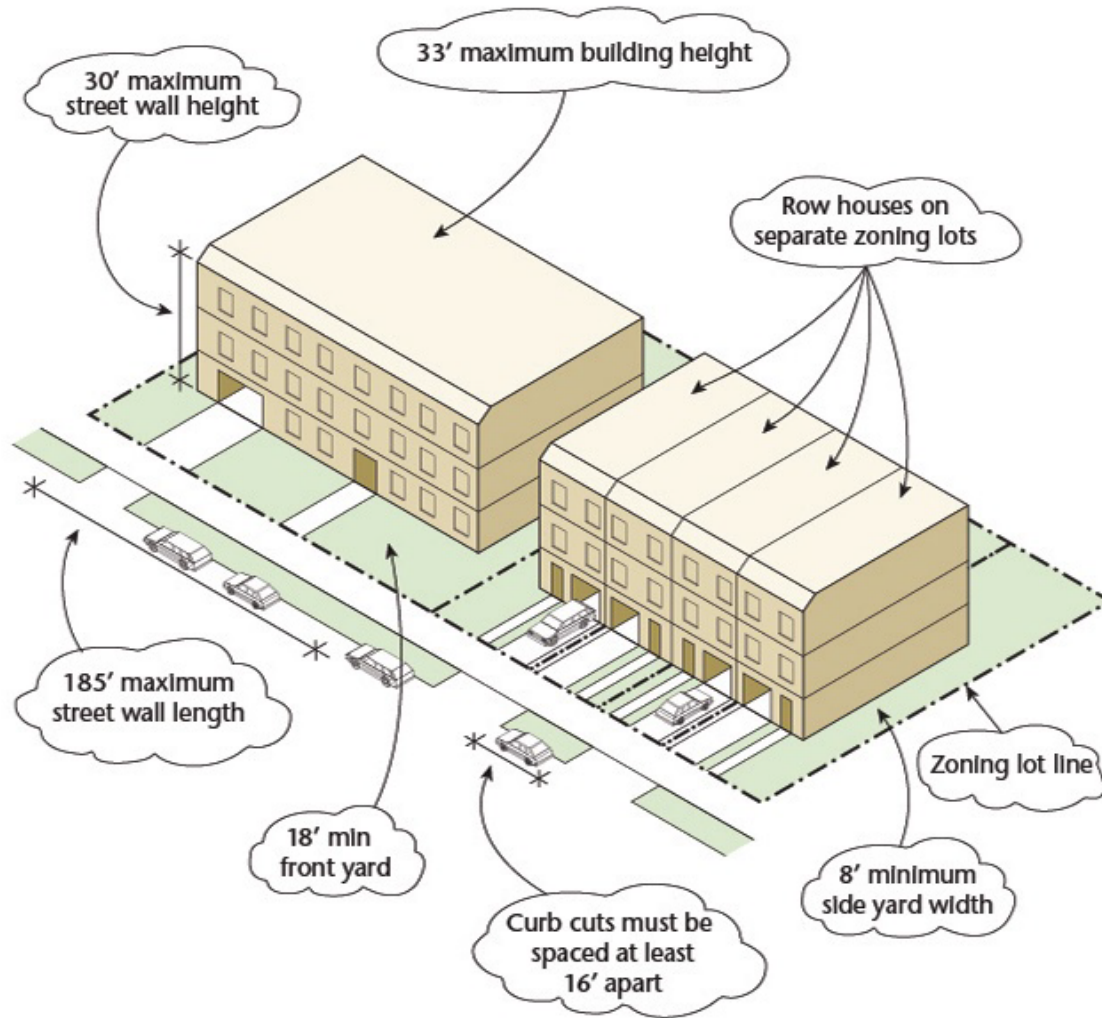 33′ maximum building height
30′ maximum
street wall height
Row houses on
separate zoning lots
185′ maximum
street wall length
18′ min
front yard
Curb cuts must be
spaced at least
16′ apart
8′ minimum
side yard width
Zoning lot line